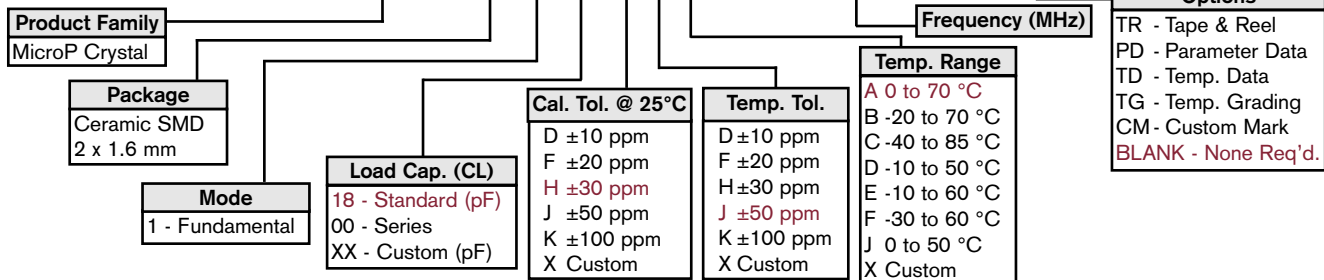 Options
TR - Tape & Reel
PD - Parameter Data
TD - Temp. Data
TG - Temp. Grading
CM - Custom Mark
BLANK - None Req'd.
Product Family
MicroP Crystal
Frequency (MHz)
Package
Ceramic SMD
2 x 1.6 mm
Mode
1 - Fundamental
Load Cap. (CL)
18 - Standard (pF)
00 - Series
XX - Custom (pF)
Cal. Tol. @ 25°C
D ±10 ppm
F ±20 ppm
H ±30 ppm
J ±50 ppm
K ±100 ppm
X Custom
Temp. Tol.
D ±10 ppm
F ±20 ppm
H ±30 ppm
J ±50 ppm
K ±100 ppm
X Custom
Temp. Range
A 0 to 70 °C
B -20 to 70 °C
C -40 to 85 °C
D -10 to 50 °C
E -10 to 60 °C
F -30 to 60 °C
J 0 to 50 °C
X Custom